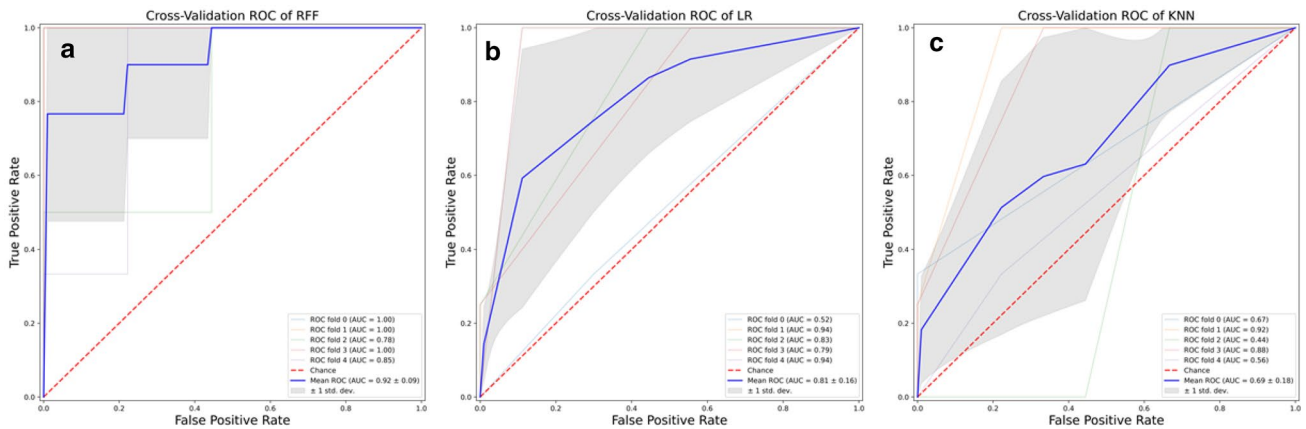 Cross-Validation ROC of RFF
a
True Positive Rate
1.0
0.8
0.6
0.4
0.2
0.0
0.0 0.2 0.4 0.6 0.8 1.0
False Positive Rate
ROC fold 0 (AUC = 1.00)
ROC fold 1 (AUC = 1.00)
ROC fold 2 (AUC = 0.78)
ROC fold 3 (AUC = 1.00)
ROC fold 4 (AUC = 0.85)
Chance
Mean ROC (AUC = 0.92 ± 0.09)
± 1 std. dev.
Cross-Validation ROC of LR
b
True Positive Rate
1.0
0.8
0.6
0.4
0.2
0.0
0.0 0.2 0.4 0.6 0.8 1.0
False Positive Rate
ROC fold 0 (AUC = 0.52)
ROC fold 1 (AUC = 0.94)
ROC fold 2 (AUC = 0.83)
ROC fold 3 (AUC = 0.79)
ROC fold 4 (AUC = 0.94)
Chance
Mean ROC (AUC = 0.81 ± 0.16)
± 1 std. dev.
Cross-Validation ROC of KNN
c
True Positive Rate
1.0
0.8
0.6
0.4
0.2
0.0
0.0 0.2 0.4 0.6 0.8 1.0
False Positive Rate
ROC fold 0 (AUC = 0.67)
ROC fold 1 (AUC = 0.92)
ROC fold 2 (AUC = 0.44)
ROC fold 3 (AUC = 0.88)
ROC fold 4 (AUC = 0.56)
Chance
Mean ROC (AUC = 0.69 ± 0.18)
± 1 std. dev.